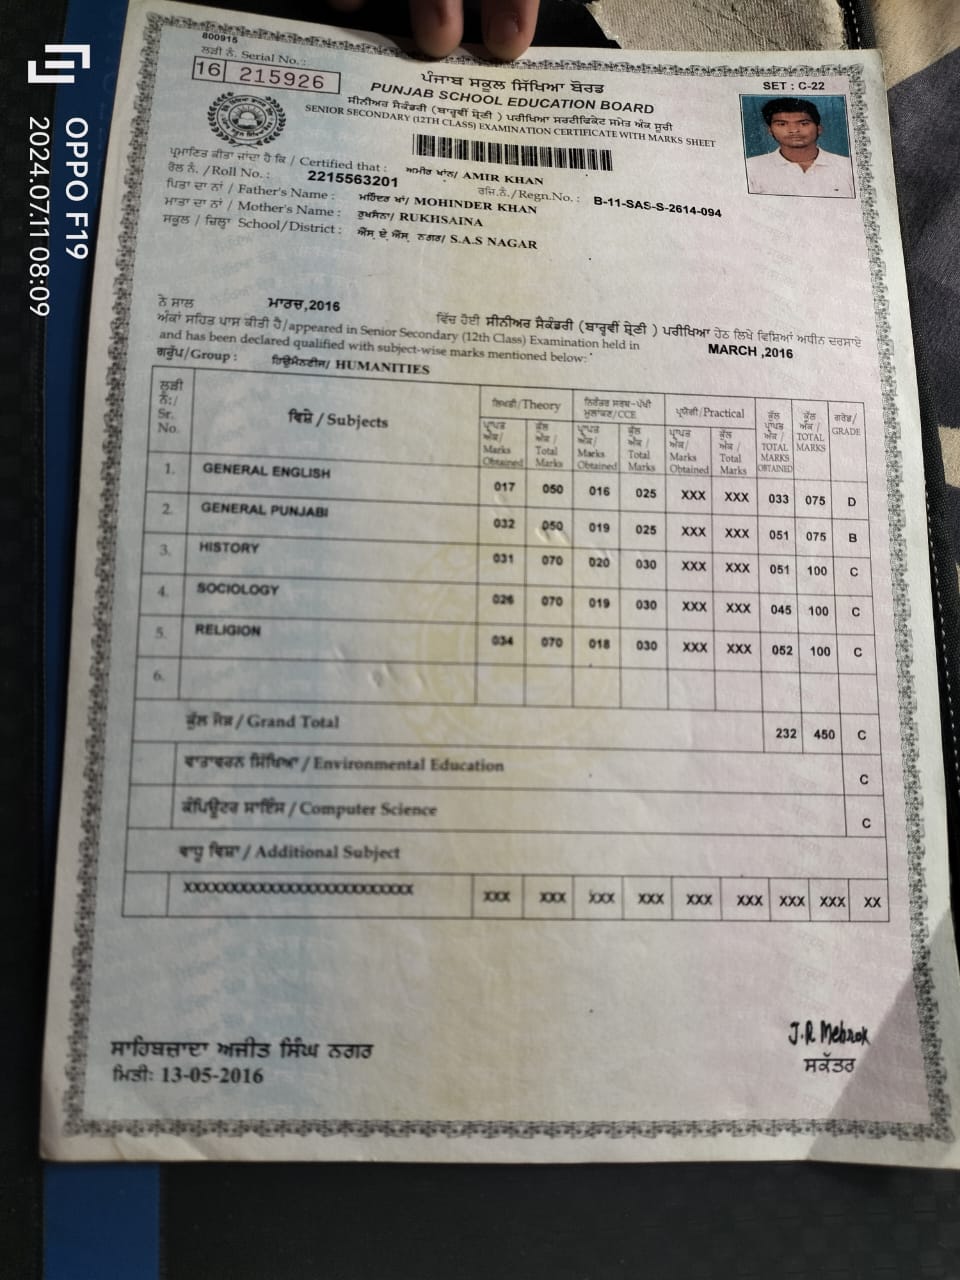 800915
ਲੜੀ ਨੰ. Serial No. :
16 215926
SET : C-22
ਪੰਜਾਬ ਸਕੂਲ ਸਿੱਖਿਆ ਬੋਰਡ
PUNJAB SCHOOL EDUCATION BOARD
ਸੀਨੀਅਰ ਸੈਕੰਡਰੀ (ਬਾਰ੍ਹਵੀਂ ਸ਼੍ਰੇਣੀ) ਪਰੀਖਿਆ ਸਰਟੀਫਿਕੇਟ ਸਮੇਤ ਅੰਕ ਸੂਚੀ
SENIOR SECONDARY (12TH CLASS) EXAMINATION CERTIFICATE WITH MARKS SHEET
ਪ੍ਰਮਾਣਿਤ ਕੀਤਾ ਜਾਂਦਾ ਹੈ ਕਿ / Certified that : ਅਮੀਰ ਖਾਂਨ/ AMIR KHAN
ਰੋਲ ਨੰ. /Roll No. : 2215563201 ਰਜਿ.ਨੰ./Regn.No. : B-11-SAS-S-2614-094
ਪਿਤਾ ਦਾ ਨਾਂ / Father's Name : ਮਹਿੰਦਰ ਖਾਂ/ MOHINDER KHAN
ਮਾਤਾ ਦਾ ਨਾਂ / Mother's Name : ਰੁਖਸੈਨਾ/ RUKHSAINA
ਸਕੂਲ / ਜ਼ਿਲ੍ਹਾ School/District : ਐਸ.ਏ.ਐਸ. ਨਗਰ/ S.A.S NAGAR
ਨੇ ਸਾਲ ਮਾਰਚ,2016 ਵਿੱਚ ਹੋਈ ਸੀਨੀਅਰ ਸੈਕੰਡਰੀ (ਬਾਰ੍ਹਵੀਂ ਸ਼੍ਰੇਣੀ ) ਪਰੀਖਿਆ ਹੇਠ ਲਿਖੇ ਵਿਸ਼ਿਆਂ ਅਧੀਨ ਦਰਸਾਏ
ਅੰਕਾਂ ਸਹਿਤ ਪਾਸ ਕੀਤੀ ਹੈ/appeared in Senior Secondary (12th Class) Examination held in MARCH ,2016
and has been declared qualified with subject-wise marks mentioned below:
ਗਰੁੱਪ/Group : ਹਿਊਮੈਨਟੀਜ਼/ HUMANITIES
ਲੜੀ ਨੰ:/ Sr. No. ਵਿਸ਼ੇ / Subjects ਲਿਖਤੀ/Theory ਨਿਰੰਤਰ ਸਰਬ-ਪੱਖੀ ਮੁਲਾਂਕਣ/CCE ਪ੍ਰਯੋਗੀ/Practical ਕੁੱਲ ਪ੍ਰਾਪਤ ਅੰਕ / TOTAL MARKS OBTAINED ਕੁੱਲ ਅੰਕ / TOTAL MARKS ਗਰੇਡ/ GRADE
ਪ੍ਰਾਪਤ ਅੰਕ/ Marks Obtained ਕੁੱਲ ਅੰਕ / Total Marks ਪ੍ਰਾਪਤ ਅੰਕ/ Marks Obtained ਕੁੱਲ ਅੰਕ / Total Marks ਪ੍ਰਾਪਤ ਅੰਕ/ Marks Obtained ਕੁੱਲ ਅੰਕ / Total Marks
1. GENERAL ENGLISH 017 050 016 025 XXX XXX 033 075 D
2. GENERAL PUNJABI 032 050 019 025 XXX XXX 051 075 B
3. HISTORY 031 070 020 030 XXX XXX 051 100 C
4. SOCIOLOGY 026 070 019 030 XXX XXX 045 100 C
5. RELIGION 034 070 018 030 XXX XXX 052 100 C
6.
ਕੁੱਲ ਜੋੜ / Grand Total 232 450 C
ਵਾਤਾਵਰਨ ਸਿੱਖਿਆ / Environmental Education C
ਕੰਪਿਊਟਰ ਸਾਇੰਸ / Computer Science C
ਵਾਧੂ ਵਿਸ਼ਾ / Additional Subject
XXXXXXXXXXXXXXXXXXXXXXXXX XXX XXX XXX XXX XXX XXX XXX XXX XX
ਸਾਹਿਬਜ਼ਾਦਾ ਅਜੀਤ ਸਿੰਘ ਨਗਰ
ਮਿਤੀ: 13-05-2016
J.R Mehrok
ਸਕੱਤਰ
OPPO F19
2024.07.11 08:09